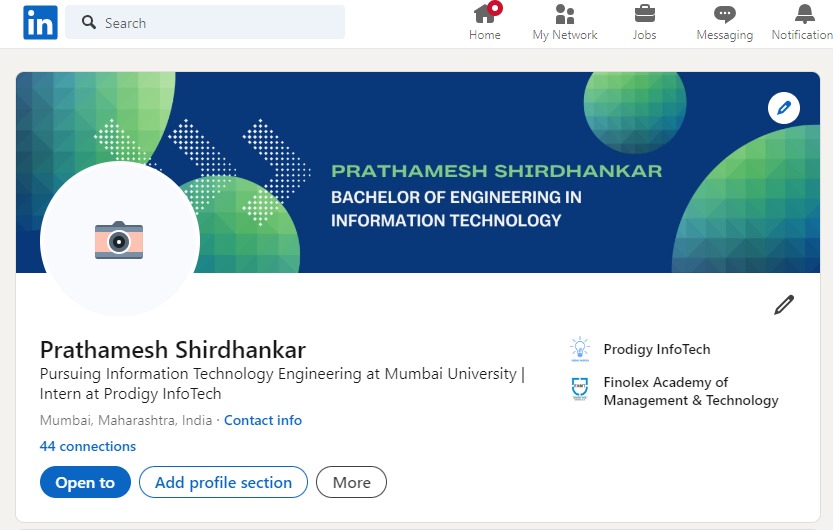 in
Search
Home
My Network
Jobs
Messaging
Notification
PRATHAMESH SHIRDHANKAR
BACHELOR OF ENGINEERING IN
INFORMATION TECHNOLOGY
Prathamesh Shirdhankar
Pursuing Information Technology Engineering at Mumbai University |
Intern at Prodigy InfoTech
Mumbai, Maharashtra, India · Contact info
44 connections
Open to
Add profile section
More
Prodigy InfoTech
Finolex Academy of
Management & Technology